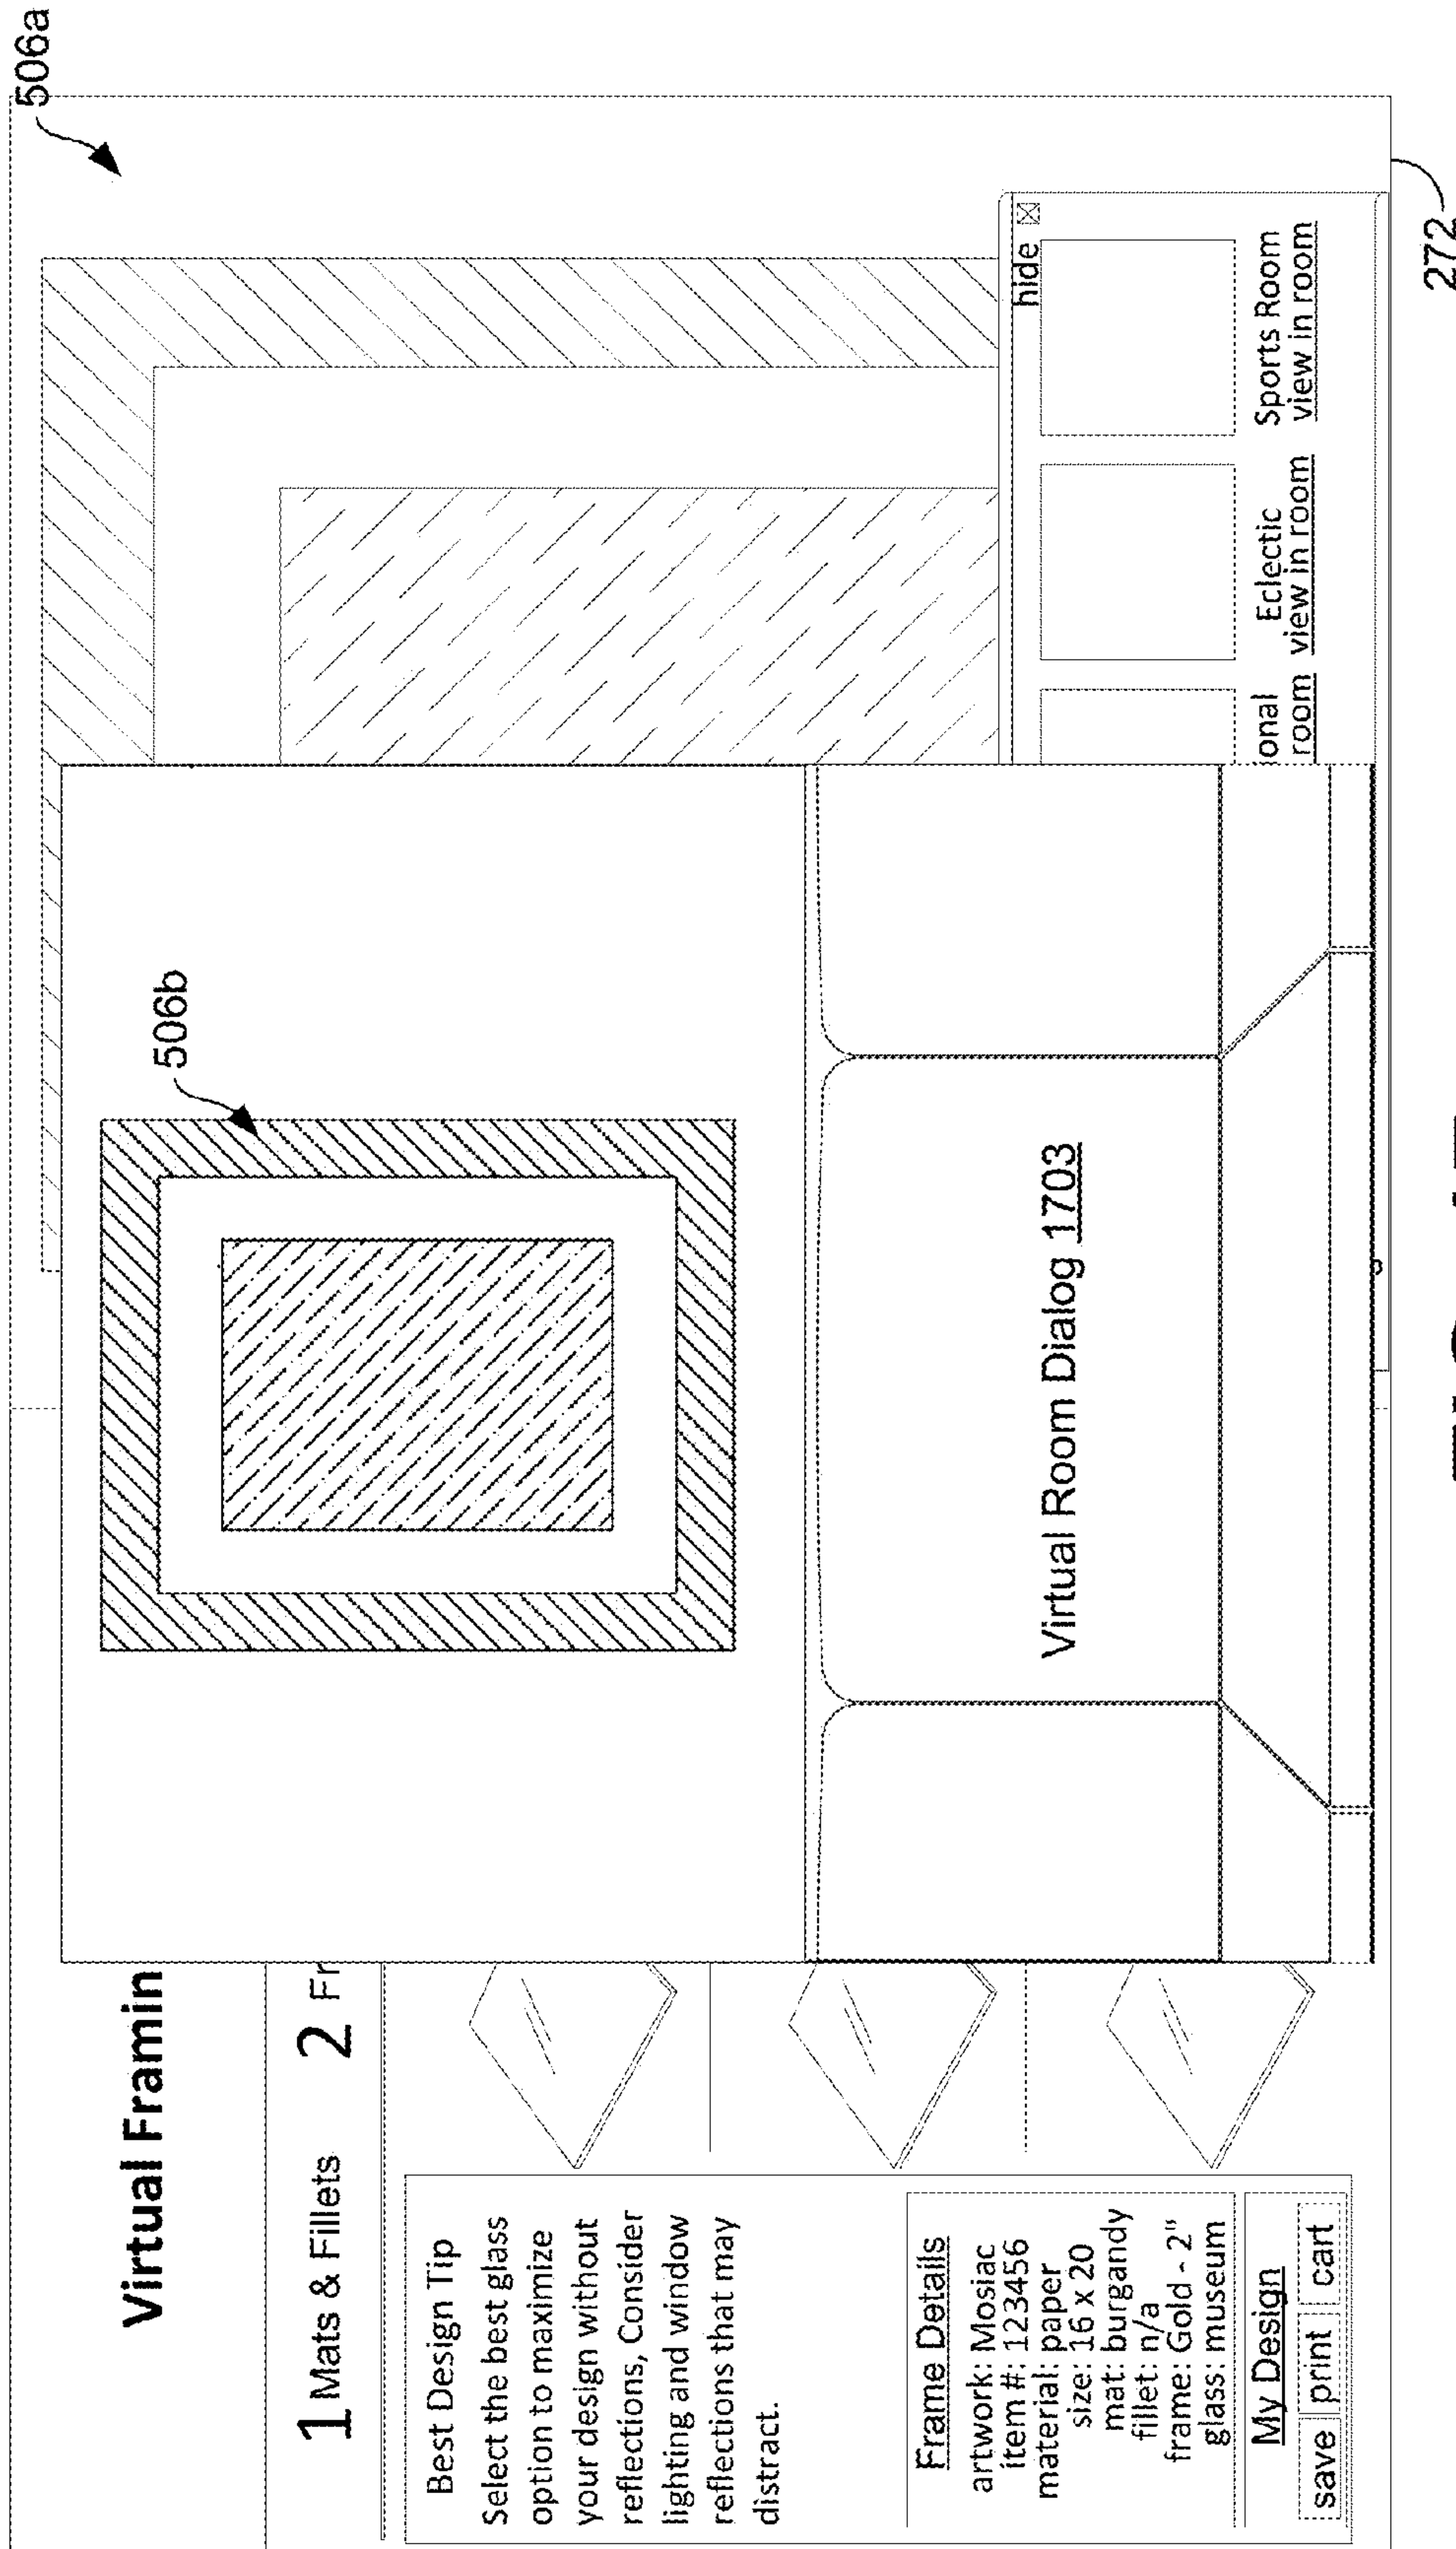 506a
Virtual Framin
1 Mats & Fillets 2 Fr
506b
Best Design Tip
Select the best glass
option to maximize
your design without
reflections, Consider
lighting and window
reflections that may
distract.
Frame Details
artwork: Mosiac
item #: 123456
material: paper
size: 16 x 20
mat: burgandy
fillet: n/a
frame: Gold - 2"
glass: museum
My Design
save print cart
Virtual Room Dialog 1703
hide
onal
room
Eclectic
view in room
Sports Room
view in room
272